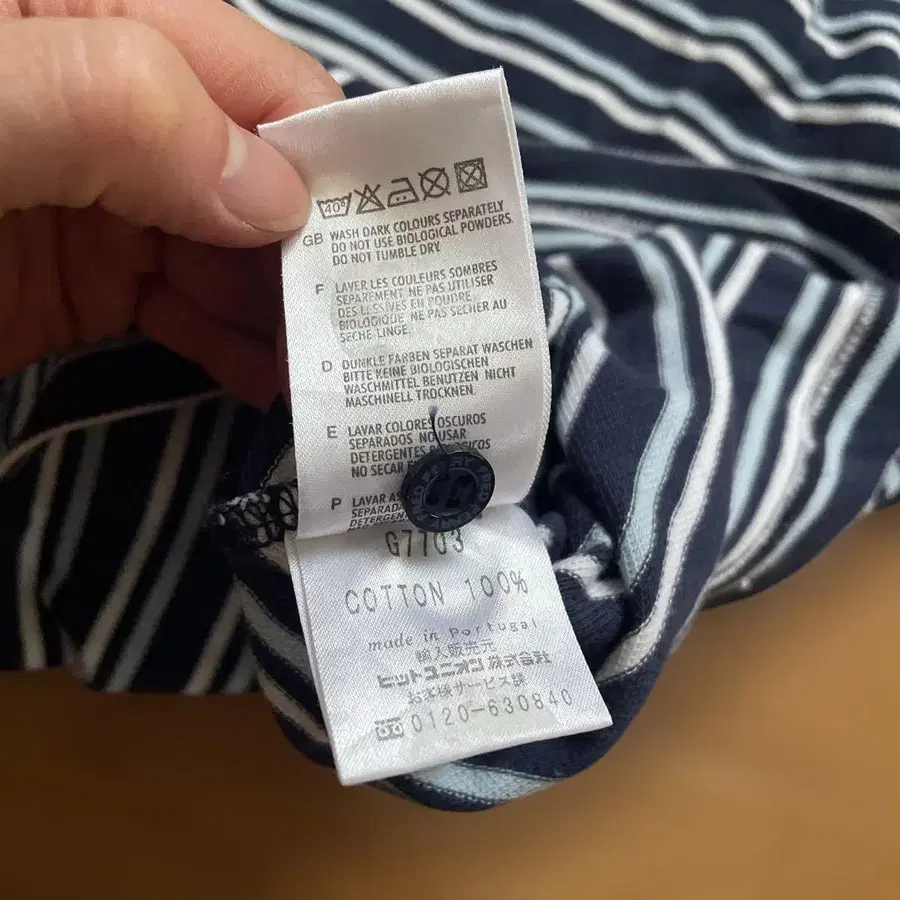 40°
GB WASH DARK COLOURS SEPARATELY
DO NOT USE BIOLOGICAL POWDERS.
DO NOT TUMBLE DRY.
F LAVER LES COULEURS SOMBRES
SEPAREMENT NE PAS UTILISER
DES LESSIVES EN POUDRE
BIOLOGIQUE NE PAS SECHER AU
SECHE-LINGE.
D DUNKLE FARBEN SEPARAT WASCHEN
BITTE KEINE BIOLOGISCHEN
WASCHMITTEL BENUTZEN NICHT
MASCHINELL TROCKNEN.
E LAVAR COLORES OSCUROS
SEPARADOS NO USAR
DETERGENTES
NO SECAR
P LAVAR
G7703
COTTON 100%
made in Portugal
輸入販売元
ヒットユニオン株式会社
お客様サービス課
0120-630840